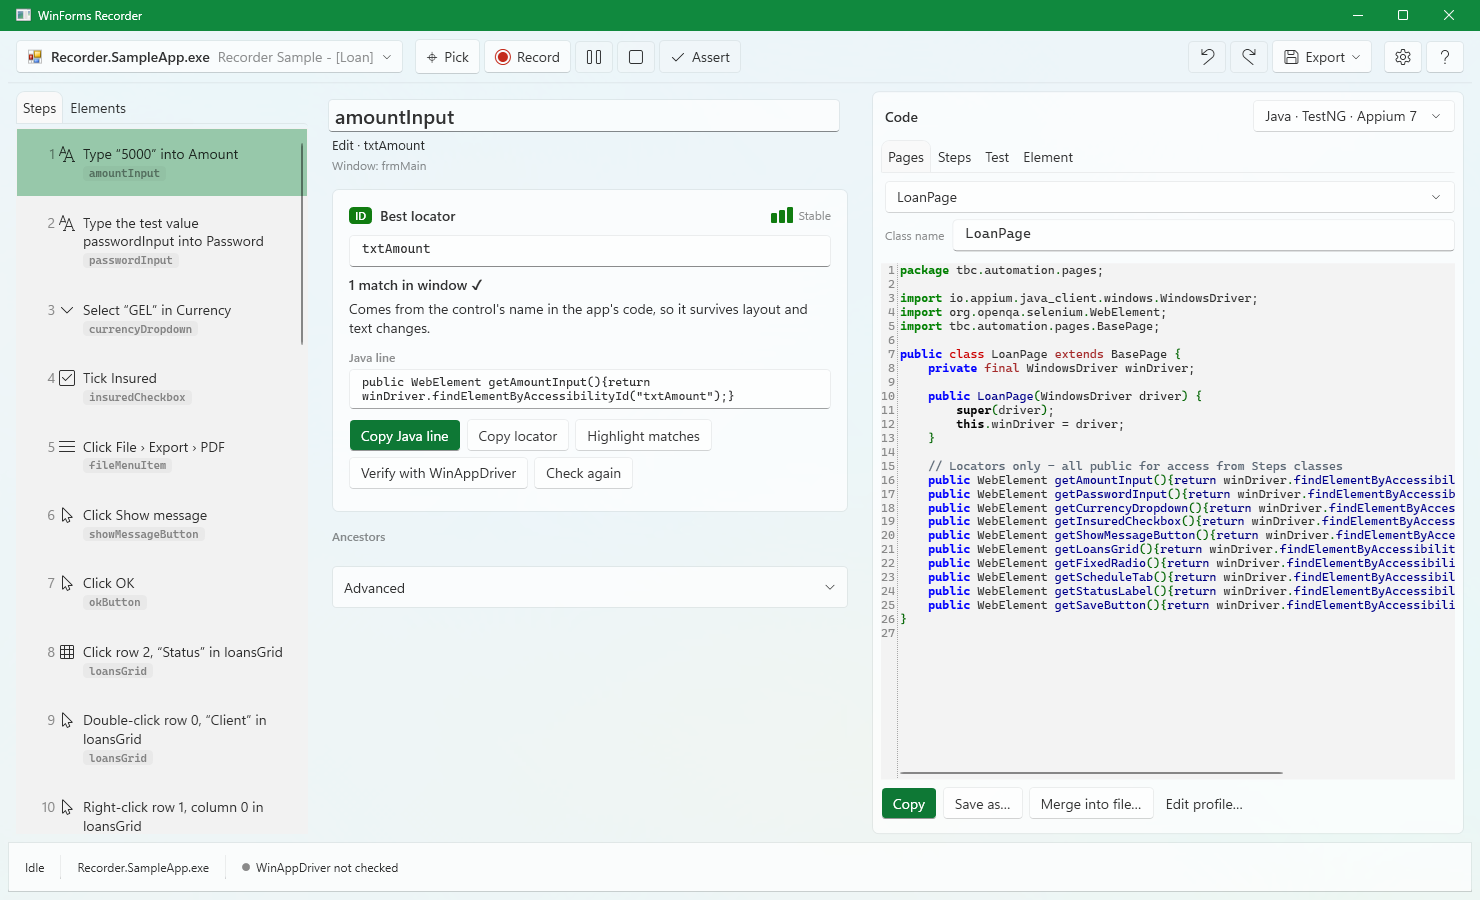 WinForms Recorder
Recorder.SampleApp.exe Recorder Sample - [Loan]
Pick
Record
Assert
Export
?
Steps Elements
1 Type “5000” into Amount
amountInput
2 Type the test value
passwordInput into Password
passwordInput
3 Select “GEL” in Currency
currencyDropdown
4 Tick Insured
insuredCheckbox
5 Click File › Export › PDF
fileMenuItem
6 Click Show message
showMessageButton
7 Click OK
okButton
8 Click row 2, “Status” in loansGrid
loansGrid
9 Double-click row 0, “Client” in
loansGrid
loansGrid
10 Right-click row 1, column 0 in
loansGrid
amountInput
Edit · txtAmount
Window: frmMain
ID Best locator
Stable
txtAmount
1 match in window ✓
Comes from the control's name in the app's code, so it survives layout and
text changes.
Java line
public WebElement getAmountInput(){return
winDriver.findElementByAccessibilityId("txtAmount");}
Copy Java line
Copy locator
Highlight matches
Verify with WinAppDriver
Check again
Ancestors
Advanced
Code
Java · TestNG · Appium 7
Pages Steps Test Element
LoanPage
Class name LoanPage
1 package tbc.automation.pages;
2
3 import io.appium.java_client.windows.WindowsDriver;
4 import org.openqa.selenium.WebElement;
5 import tbc.automation.pages.BasePage;
6
7 public class LoanPage extends BasePage {
8 private final WindowsDriver winDriver;
9
10 public LoanPage(WindowsDriver driver) {
11 super(driver);
12 this.winDriver = driver;
13 }
14
15 // Locators only – all public for access from Steps classes
16 public WebElement getAmountInput(){return winDriver.findElementByAccessibil
17 public WebElement getPasswordInput(){return winDriver.findElementByAccessib
18 public WebElement getCurrencyDropdown(){return winDriver.findElementByAcces
19 public WebElement getInsuredCheckbox(){return winDriver.findElementByAccess
20 public WebElement getShowMessageButton(){return winDriver.findElementByAcce
21 public WebElement getLoansGrid(){return winDriver.findElementByAccessibilit
22 public WebElement getFixedRadio(){return winDriver.findElementByAccessibili
23 public WebElement getScheduleTab(){return winDriver.findElementByAccessibil
24 public WebElement getStatusLabel(){return winDriver.findElementByAccessibil
25 public WebElement getSaveButton(){return winDriver.findElementByAccessibili
26 }
27
Copy
Save as...
Merge into file...
Edit profile...
Idle
Recorder.SampleApp.exe
WinAppDriver not checked